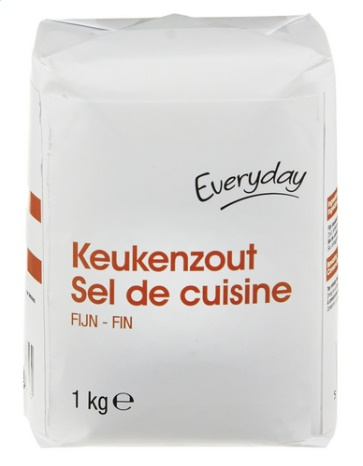 Everyday
Keukenzout
Sel de cuisine
FIJN - FIN
1 kg ℮